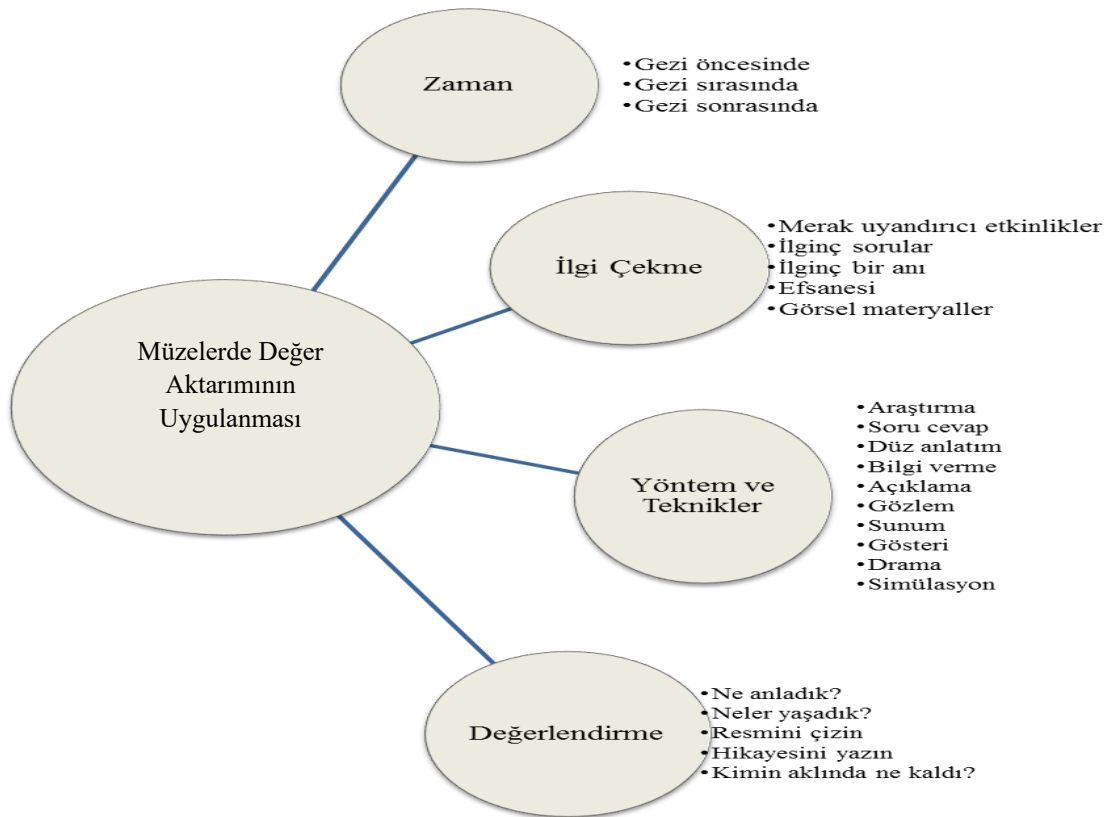 Zaman
•Gezi öncesinde
•Gezi sırasında
•Gezi sonrasında
İlgi Çekme
•Merak uyandırıcı etkinlikler
•İlginç sorular
•İlginç bir anı
•Efsanesi
•Görsel materyaller
Müzelerde Değer
Aktarımının
Uygulanması
Yöntem ve
Teknikler
•Araştırma
•Soru cevap
•Düz anlatım
•Bilgi verme
•Açıklama
•Gözlem
•Sunum
•Gösteri
•Drama
•Simülasyon
Değerlendirme
•Ne anladık?
•Neler yaşadık?
•Resmini çizin
•Hikayesini yazın
•Kimin aklında ne kaldı?